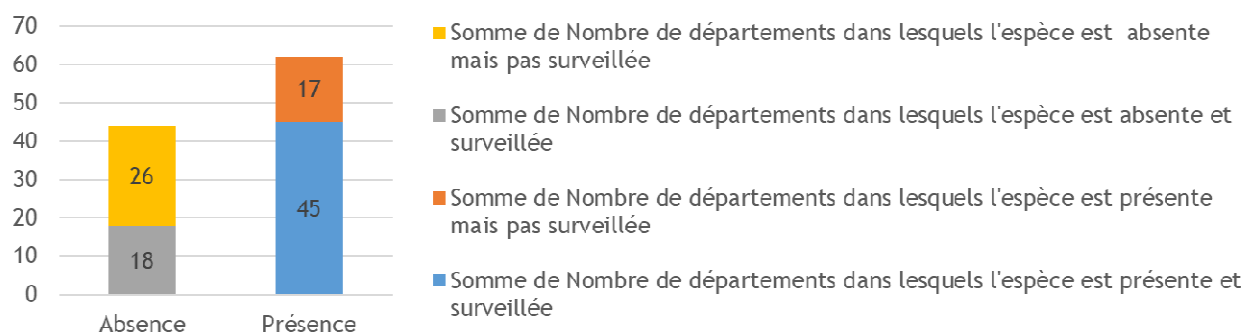 70
60
50
40
30
20
10
0
26
18
17
45
Absence
Présence
Somme de Nombre de départements dans lesquels l'espèce est absente
mais pas surveillée
Somme de Nombre de départements dans lesquels l'espèce est absente et
surveillée
Somme de Nombre de départements dans lesquels l'espèce est présente
mais pas surveillée
Somme de Nombre de départements dans lesquels l'espèce est présente et
surveillée